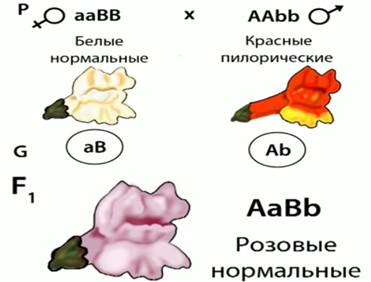 P ♀ aaBB x AAbb ♂
Белые нормальные
Красные пилорические
G aB Ab
F₁ AaBb
Розовые нормальные